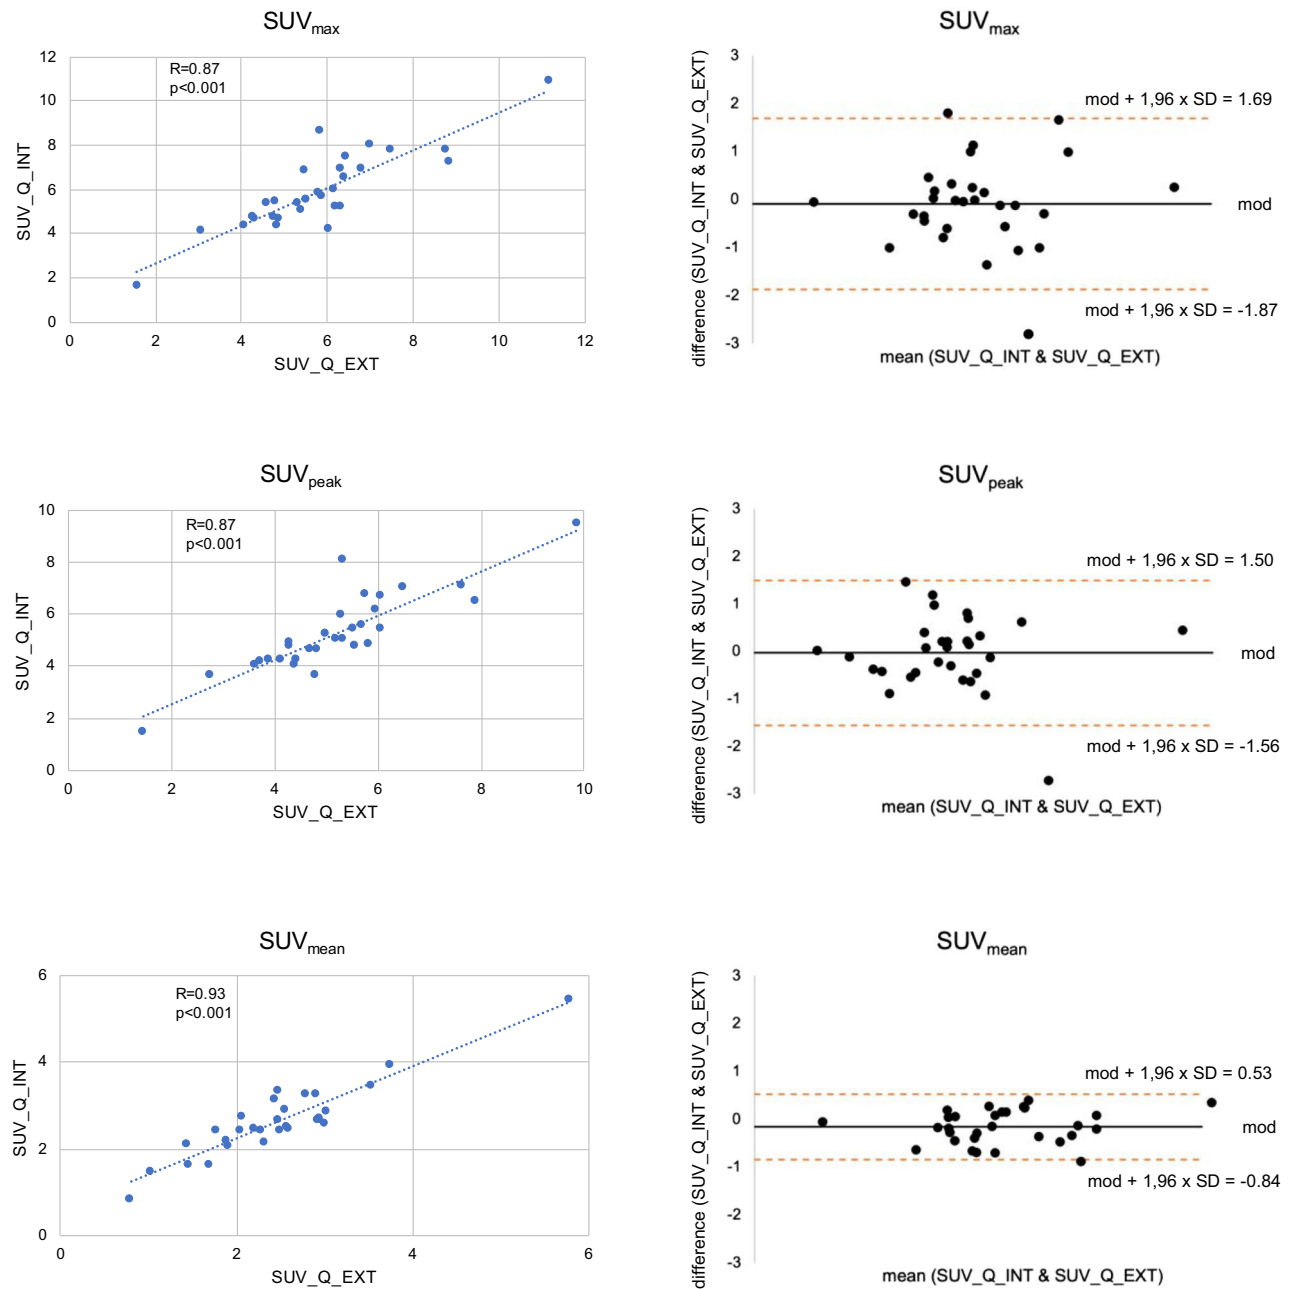 SUVmax
R=0.87
p<0.001
12
10
8
6
4
2
0
0 2 4 6 8 10 12
SUV_Q_INT
SUV_Q_EXT
SUVmax
3
2
1
0
-1
-2
-3
difference (SUV_Q_INT & SUV_Q_EXT)
mod + 1,96 x SD = 1.69
mod
mod + 1,96 x SD = -1.87
mean (SUV_Q_INT & SUV_Q_EXT)
SUVpeak
R=0.87
p<0.001
10
8
6
4
2
0
0 2 4 6 8 10
SUV_Q_INT
SUV_Q_EXT
SUVpeak
3
2
1
0
-1
-2
-3
difference (SUV_Q_INT & SUV_Q_EXT)
mod + 1,96 x SD = 1.50
mod
mod + 1,96 x SD = -1.56
mean (SUV_Q_INT & SUV_Q_EXT)
SUVmean
R=0.93
p<0.001
6
4
2
0
0 2 4 6
SUV_Q_INT
SUV_Q_EXT
SUVmean
3
2
1
0
-1
-2
-3
difference (SUV_Q_INT & SUV_Q_EXT)
mod + 1,96 x SD = 0.53
mod
mod + 1,96 x SD = -0.84
mean (SUV_Q_INT & SUV_Q_EXT)